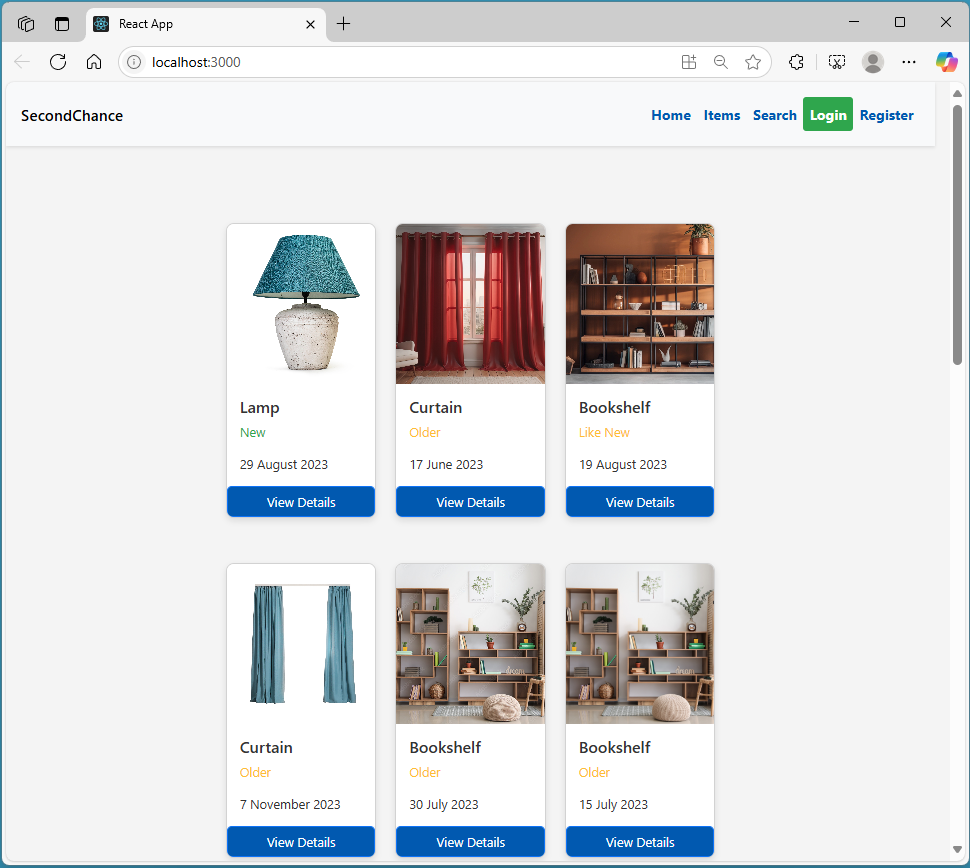 React App
localhost:3000
SecondChance
Home Items Search Login Register
Lamp
New
29 August 2023
View Details
Curtain
Older
17 June 2023
View Details
Bookshelf
Like New
19 August 2023
View Details
Curtain
Older
7 November 2023
View Details
Bookshelf
Older
30 July 2023
View Details
Bookshelf
Older
15 July 2023
View Details